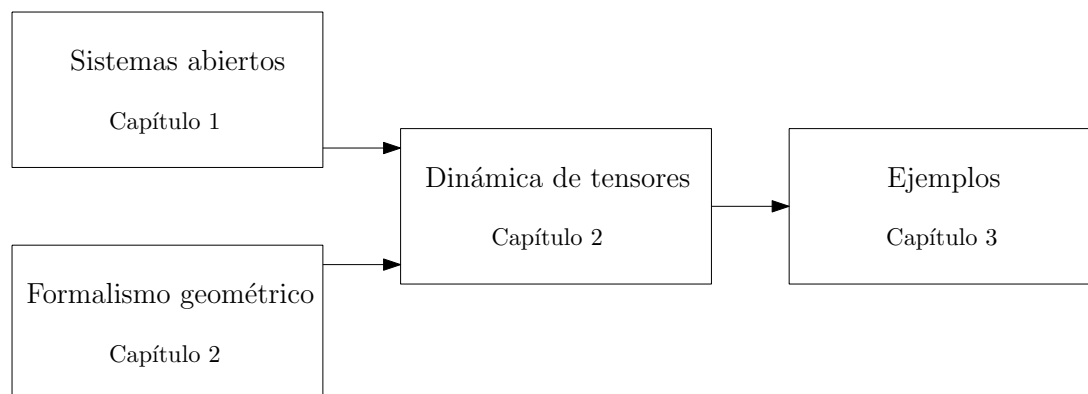 Sistemas abiertos
Capítulo 1
Formalismo geométrico
Capítulo 2
Dinámica de tensores
Capítulo 2
Ejemplos
Capítulo 3